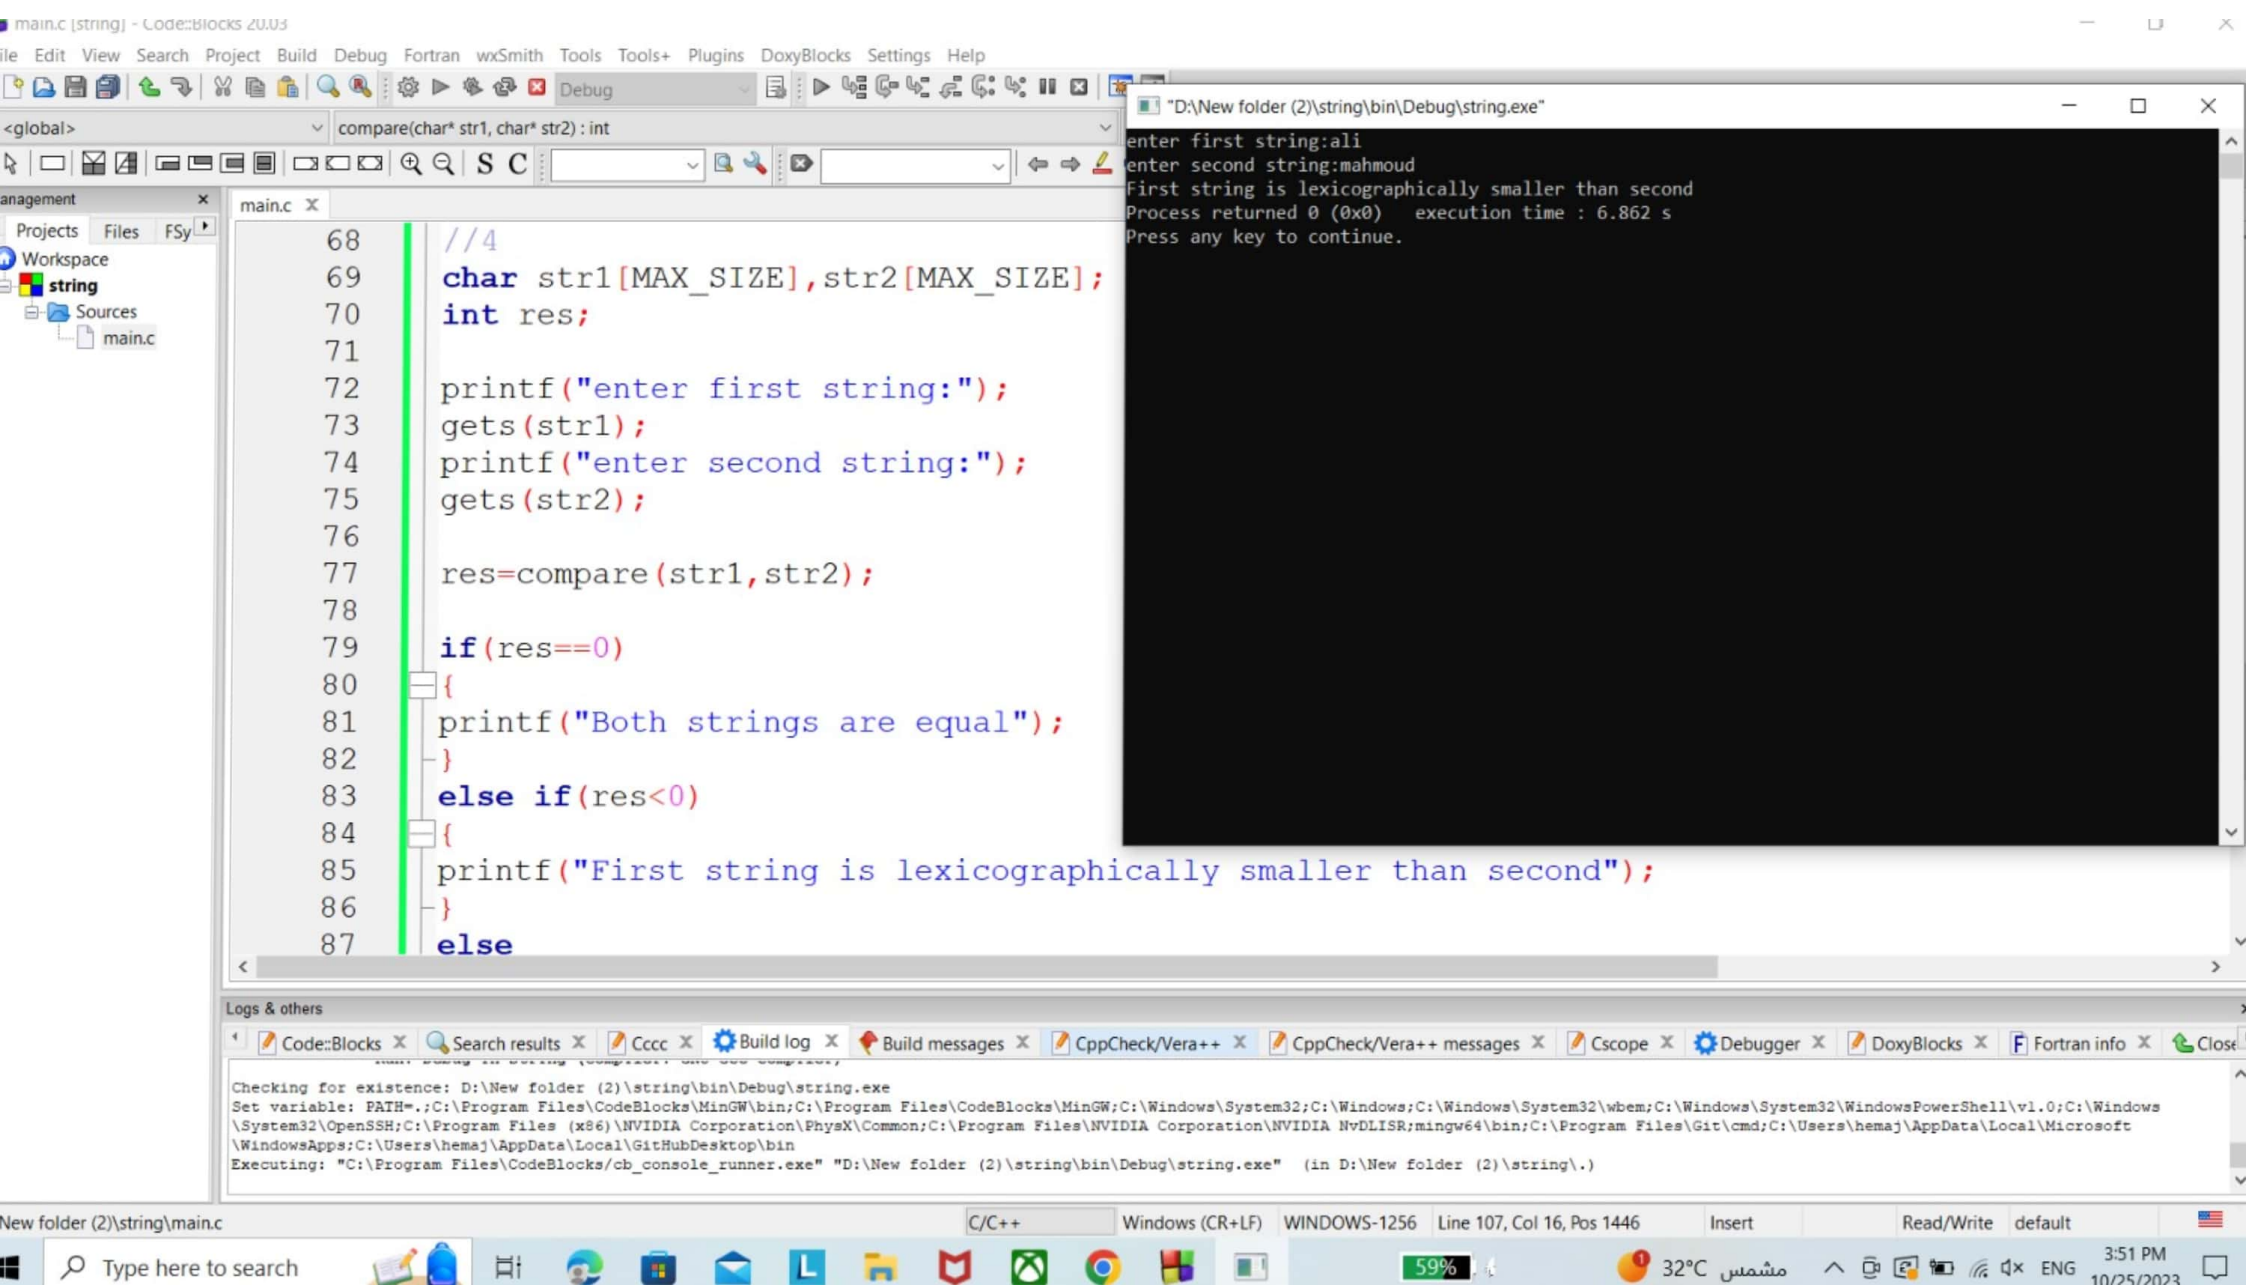 main.c [string] - Code::Blocks 20.03
ile Edit View Search Project Build Debug Fortran wxSmith Tools Tools+ Plugins DoxyBlocks Settings Help
Debug
<global> compare(char* str1, char* str2) : int
S C
anagement
Projects Files FSy
Workspace
string
Sources
main.c
main.c
68 //4
69 char str1[MAX_SIZE],str2[MAX_SIZE];
70 int res;
71
72 printf("enter first string:");
73 gets(str1);
74 printf("enter second string:");
75 gets(str2);
76
77 res=compare(str1,str2);
78
79 if(res==0)
80 {
81 printf("Both strings are equal");
82 }
83 else if(res<0)
84 {
85 printf("First string is lexicographically smaller than second");
86 }
87 else
"D:\New folder (2)\string\bin\Debug\string.exe"
enter first string:ali
enter second string:mahmoud
First string is lexicographically smaller than second
Process returned 0 (0x0) execution time : 6.862 s
Press any key to continue.
Logs & others
Code::Blocks Search results Cccc Build log Build messages CppCheck/Vera++ CppCheck/Vera++ messages Cscope Debugger DoxyBlocks Fortran info Close
Checking for existence: D:\New folder (2)\string\bin\Debug\string.exe
Set variable: PATH=.;C:\Program Files\CodeBlocks\MinGW\bin;C:\Program Files\CodeBlocks\MinGW;C:\Windows\System32;C:\Windows;C:\Windows\System32\wbem;C:\Windows\System32\WindowsPowerShell\v1.0;C:\Windows
\System32\OpenSSH;C:\Program Files (x86)\NVIDIA Corporation\PhysX\Common;C:\Program Files\NVIDIA Corporation\NVIDIA NvDLISR;mingw64\bin;C:\Program Files\Git\cmd;C:\Users\hemaj\AppData\Local\Microsoft
\WindowsApps;C:\Users\hemaj\AppData\Local\GitHubDesktop\bin
Executing: "C:\Program Files\CodeBlocks/cb_console_runner.exe" "D:\New folder (2)\string\bin\Debug\string.exe" (in D:\New folder (2)\string\.)
New folder (2)\string\main.c C/C++ Windows (CR+LF) WINDOWS-1256 Line 107, Col 16, Pos 1446 Insert Read/Write default
Type here to search L 59% 1 32°C مشمس ENG 3:51 PM
10/25/2023